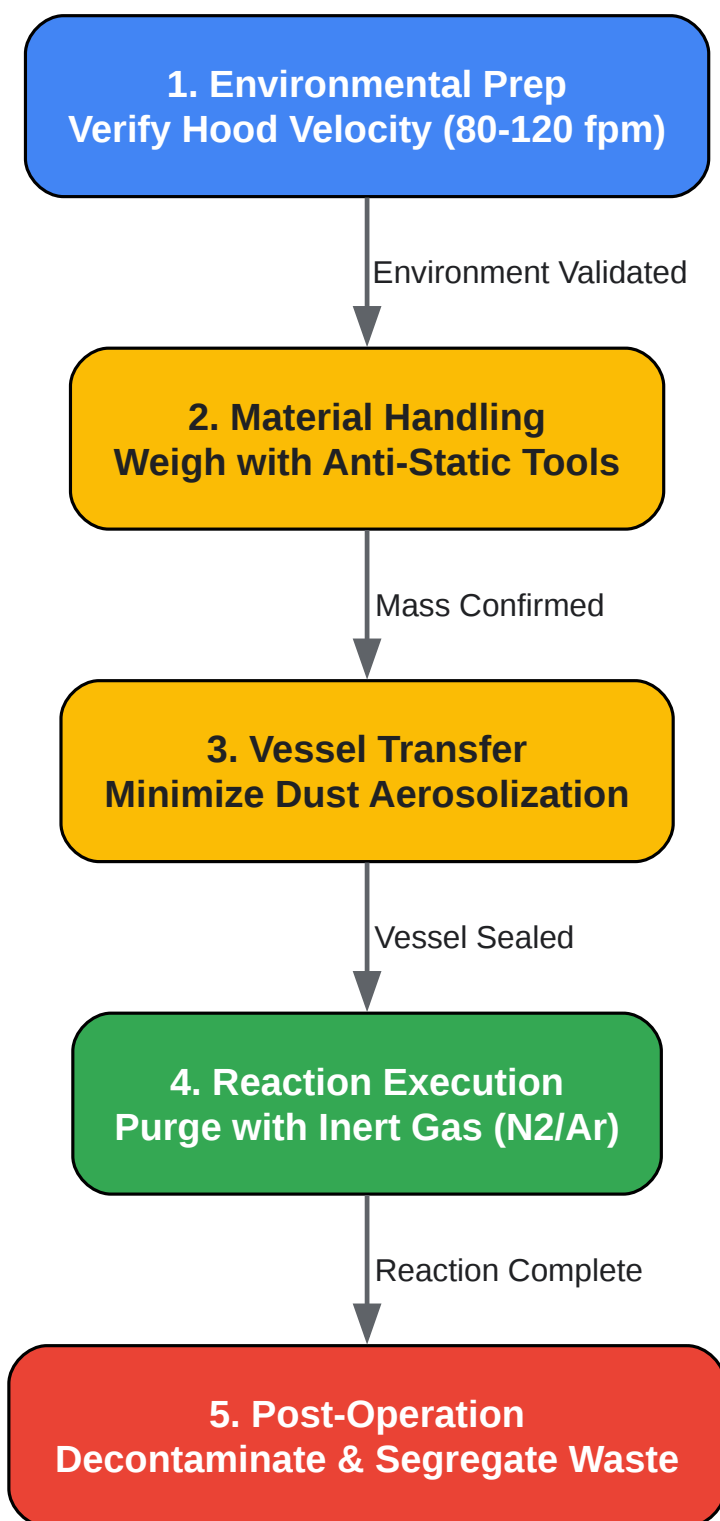 1. Environmental Prep
Verify Hood Velocity (80-120 fpm)
Environment Validated
2. Material Handling
Weigh with Anti-Static Tools
Mass Confirmed
3. Vessel Transfer
Minimize Dust Aerosolization
Vessel Sealed
4. Reaction Execution
Purge with Inert Gas (N2/Ar)
Reaction Complete
5. Post-Operation
Decontaminate & Segregate Waste